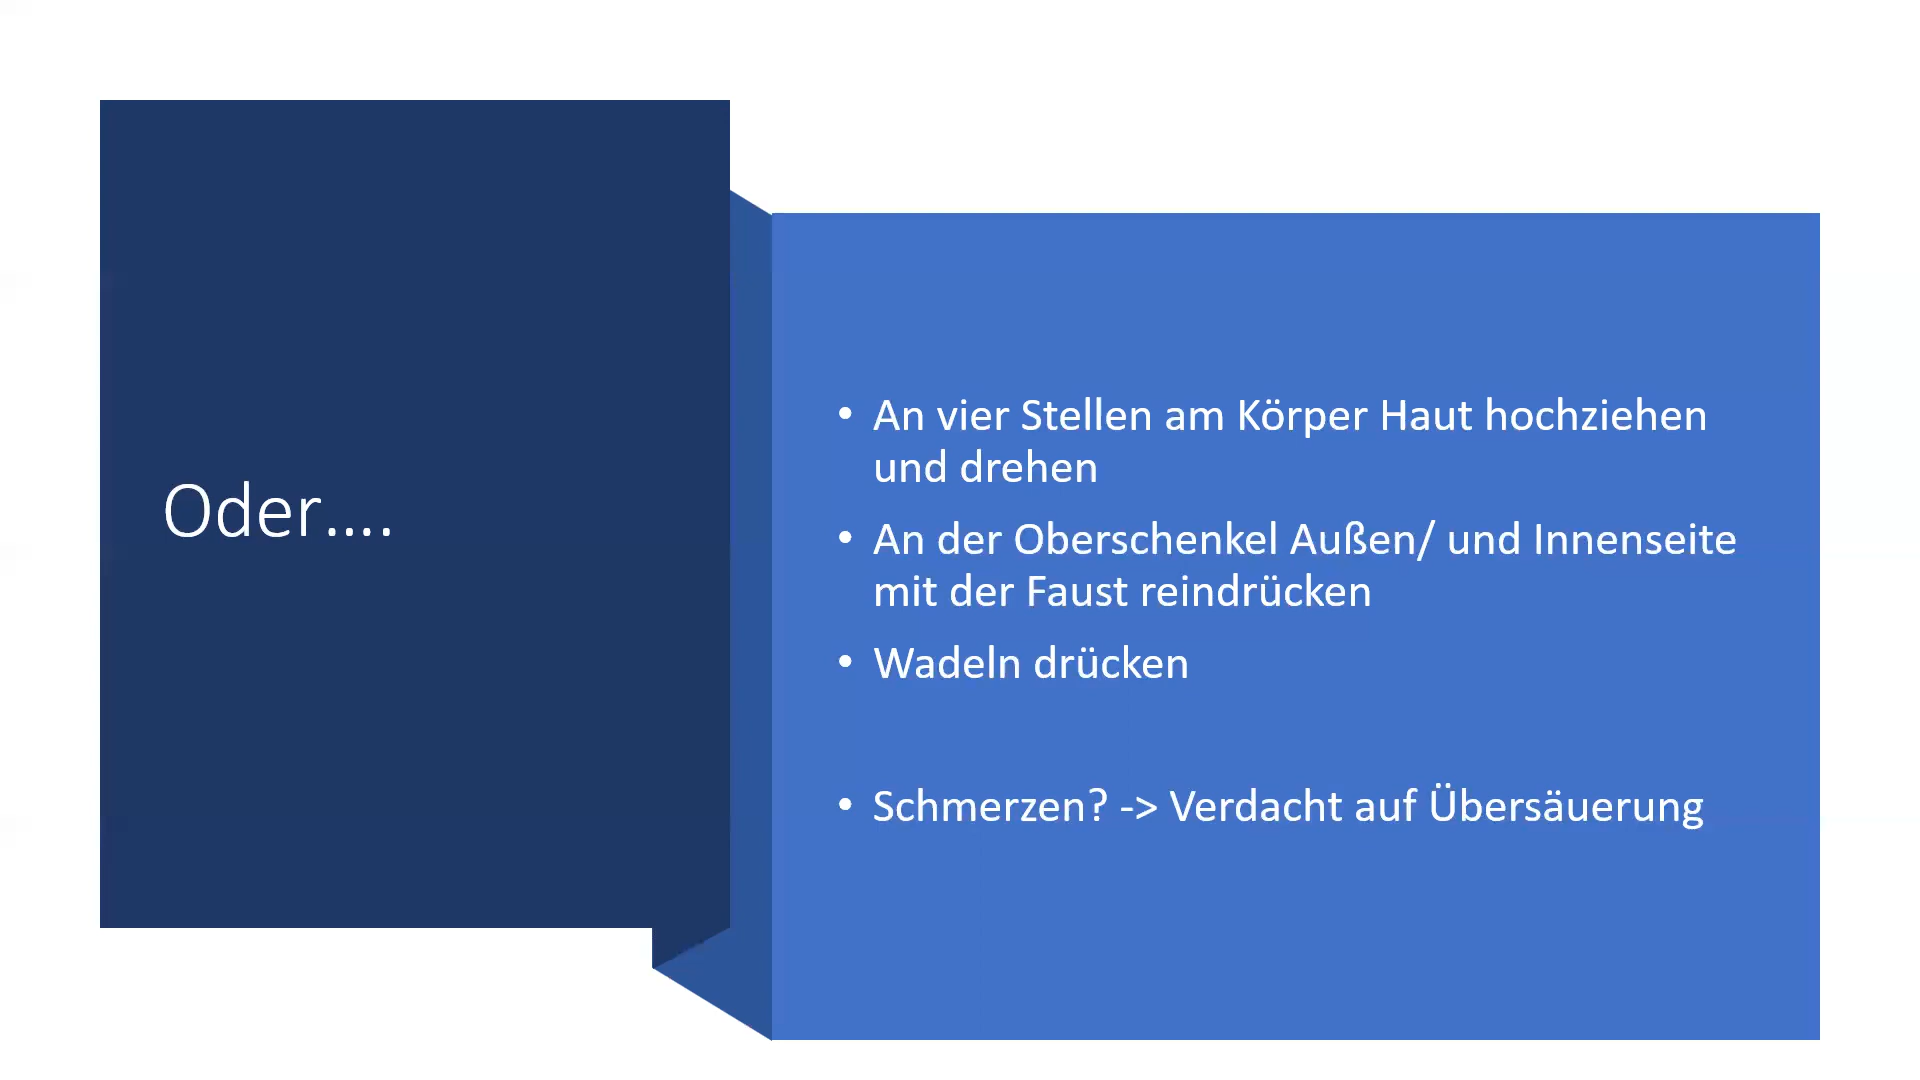 Oder....
• An vier Stellen am Körper Haut hochziehen
und drehen
• An der Oberschenkel Außen/ und Innenseite
mit der Faust reindrücken
• Wadeln drücken
• Schmerzen? -> Verdacht auf Übersäuerung